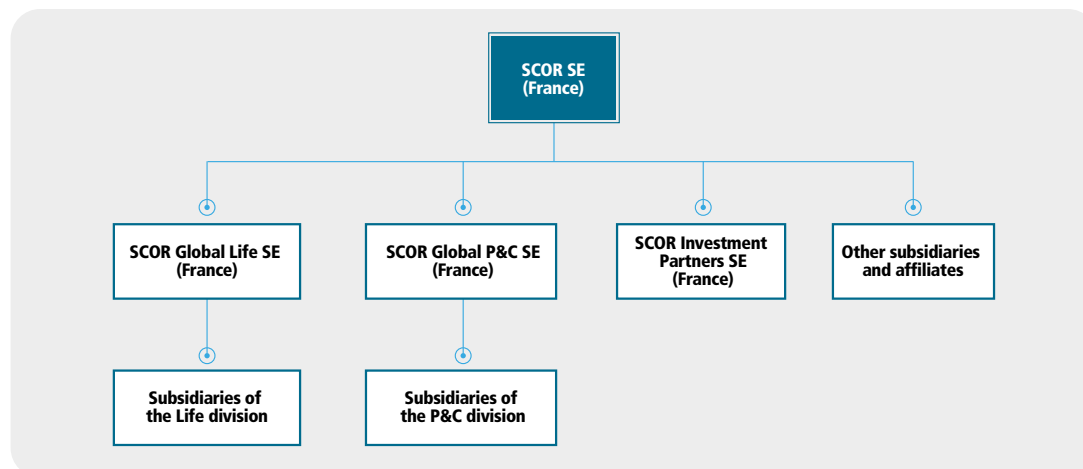 SCOR SE
(France)
SCOR Global Life SE
(France)
SCOR Global P&C SE
(France)
SCOR Investment
Partners SE
(France)
Other subsidiaries
and affiliates
Subsidiaries of
the Life division
Subsidiaries of
the P&C division